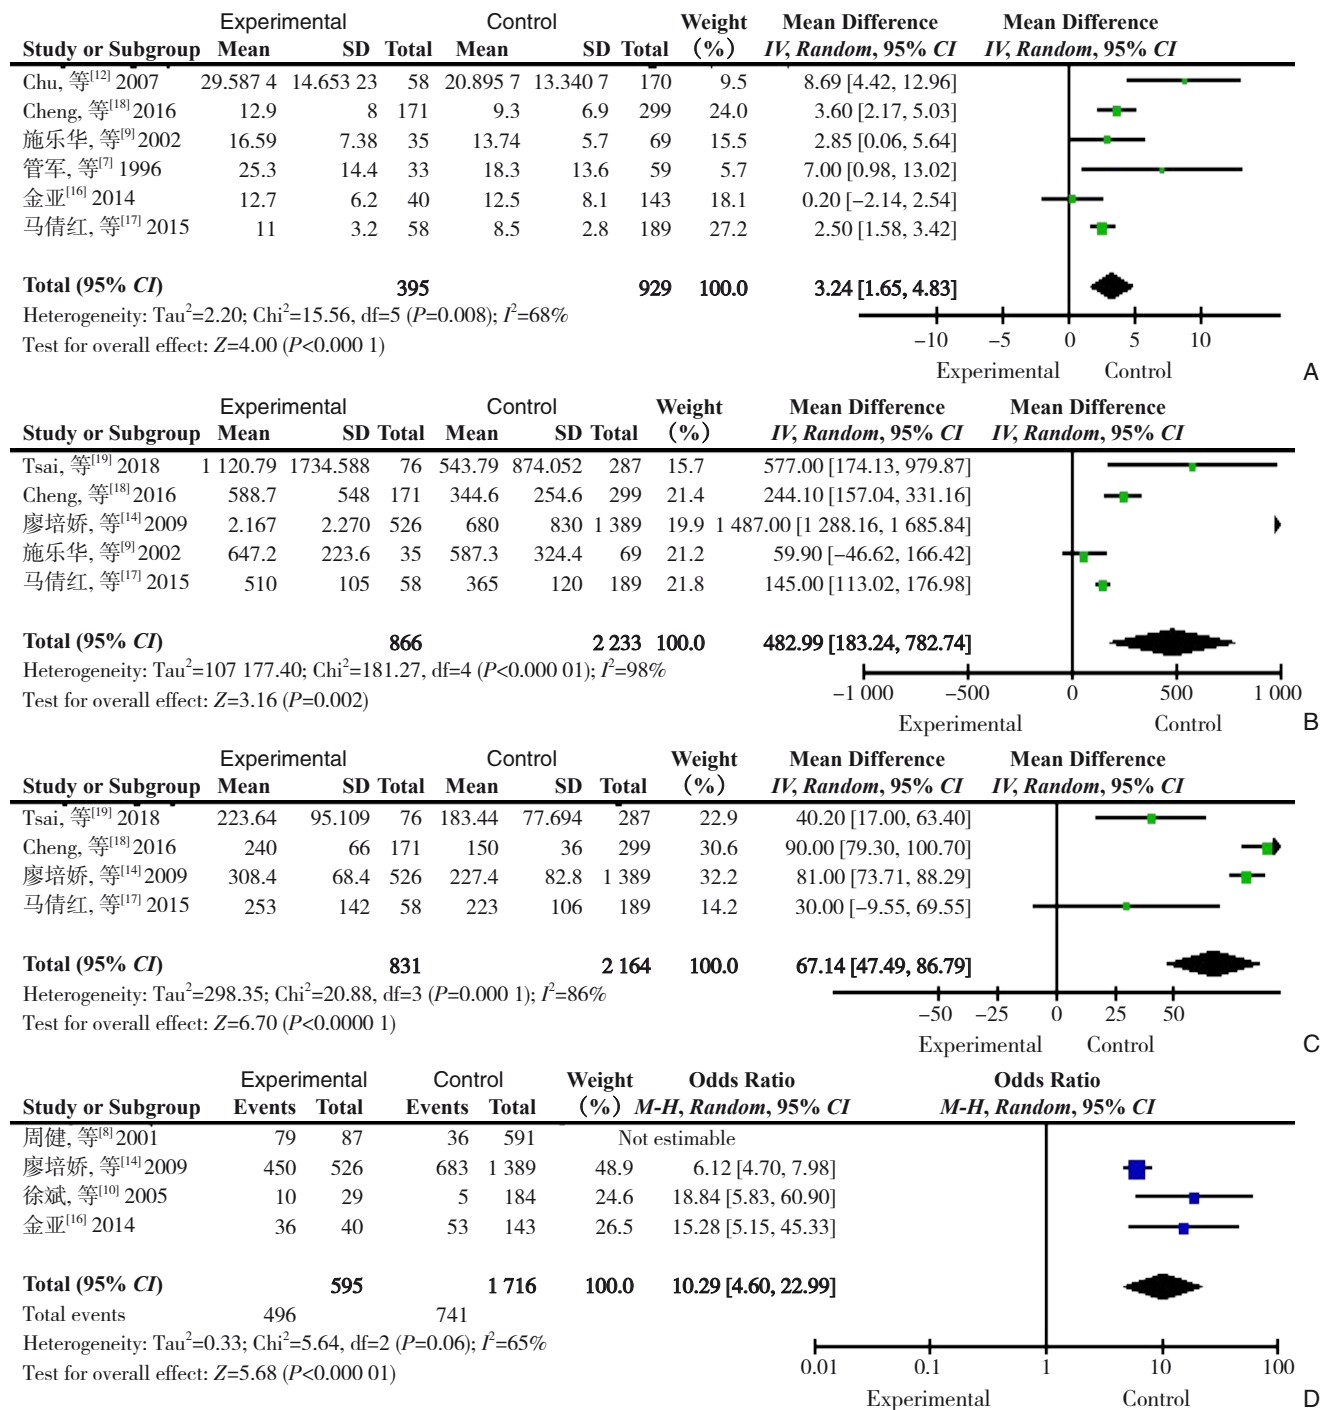 Experimental Control Weight Mean Difference Mean Difference
Study or Subgroup Mean SD Total Mean SD Total (%) IV, Random, 95% CI IV, Random, 95% CI
Chu, 等[12] 2007 29.587 4 14.653 23 58 20.895 7 13.340 7 170 9.5 8.69 [4.42, 12.96]
Cheng, 等[18] 2016 12.9 8 171 9.3 6.9 299 24.0 3.60 [2.17, 5.03]
施乐华, 等[9] 2002 16.59 7.38 35 13.74 5.7 69 15.5 2.85 [0.06, 5.64]
管军, 等[7] 1996 25.3 14.4 33 18.3 13.6 59 5.7 7.00 [0.98, 13.02]
金亚[16] 2014 12.7 6.2 40 12.5 8.1 143 18.1 0.20 [−2.14, 2.54]
马倩红, 等[17] 2015 11 3.2 58 8.5 2.8 189 27.2 2.50 [1.58, 3.42]
Total (95% CI) 395 929 100.0 3.24 [1.65, 4.83]
Heterogeneity: Tau²=2.20; Chi²=15.56, df=5 (P=0.008); I²=68%
Test for overall effect: Z=4.00 (P<0.000 1)
−10 −5 0 5 10
Experimental Control A
Experimental Control Weight Mean Difference Mean Difference
Study or Subgroup Mean SD Total Mean SD Total (%) IV, Random, 95% CI IV, Random, 95% CI
Tsai, 等[19] 2018 1 120.79 1734.588 76 543.79 874.052 287 15.7 577.00 [174.13, 979.87]
Cheng, 等[18] 2016 588.7 548 171 344.6 254.6 299 21.4 244.10 [157.04, 331.16]
廖培娇, 等[14] 2009 2.167 2.270 526 680 830 1 389 19.9 1 487.00 [1 288.16, 1 685.84]
施乐华, 等[9] 2002 647.2 223.6 35 587.3 324.4 69 21.2 59.90 [−46.62, 166.42]
马倩红, 等[17] 2015 510 105 58 365 120 189 21.8 145.00 [113.02, 176.98]
Total (95% CI) 866 2 233 100.0 482.99 [183.24, 782.74]
Heterogeneity: Tau²=107 177.40; Chi²=181.27, df=4 (P<0.000 01); I²=98%
Test for overall effect: Z=3.16 (P=0.002)
−1 000 −500 0 500 1 000
Experimental Control B
Experimental Control Weight Mean Difference Mean Difference
Study or Subgroup Mean SD Total Mean SD Total (%) IV, Random, 95% CI IV, Random, 95% CI
Tsai, 等[19] 2018 223.64 95.109 76 183.44 77.694 287 22.9 40.20 [17.00, 63.40]
Cheng, 等[18] 2016 240 66 171 150 36 299 30.6 90.00 [79.30, 100.70]
廖培娇, 等[14] 2009 308.4 68.4 526 227.4 82.8 1 389 32.2 81.00 [73.71, 88.29]
马倩红, 等[17] 2015 253 142 58 223 106 189 14.2 30.00 [−9.55, 69.55]
Total (95% CI) 831 2 164 100.0 67.14 [47.49, 86.79]
Heterogeneity: Tau²=298.35; Chi²=20.88, df=3 (P=0.000 1); I²=86%
Test for overall effect: Z=6.70 (P<0.0000 1)
−50 −25 0 25 50
Experimental Control C
Experimental Control Weight Odds Ratio Odds Ratio
Study or Subgroup Events Total Events Total (%) M-H, Random, 95% CI M-H, Random, 95% CI
周健, 等[8] 2001 79 87 36 591 Not estimable
廖培娇, 等[14] 2009 450 526 683 1 389 48.9 6.12 [4.70, 7.98]
徐斌, 等[10] 2005 10 29 5 184 24.6 18.84 [5.83, 60.90]
金亚[16] 2014 36 40 53 143 26.5 15.28 [5.15, 45.33]
Total (95% CI) 595 1 716 100.0 10.29 [4.60, 22.99]
Total events 496 741
Heterogeneity: Tau²=0.33; Chi²=5.64, df=2 (P=0.06); I²=65%
Test for overall effect: Z=5.68 (P<0.000 01)
0.01 0.1 1 10 100
Experimental Control D